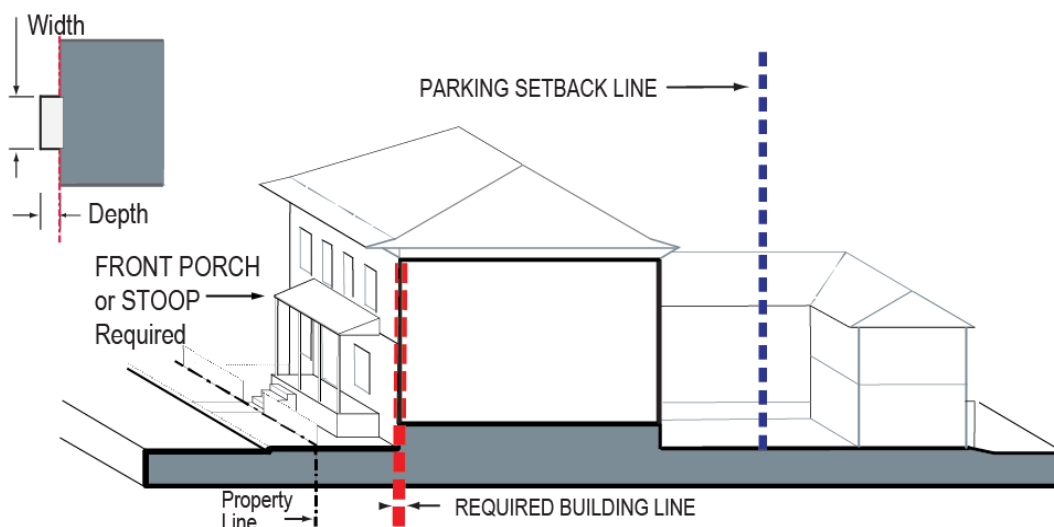 Width
Depth
PARKING SETBACK LINE
FRONT PORCH
or STOOP
Required
Property
Line
REQUIRED BUILDING LINE